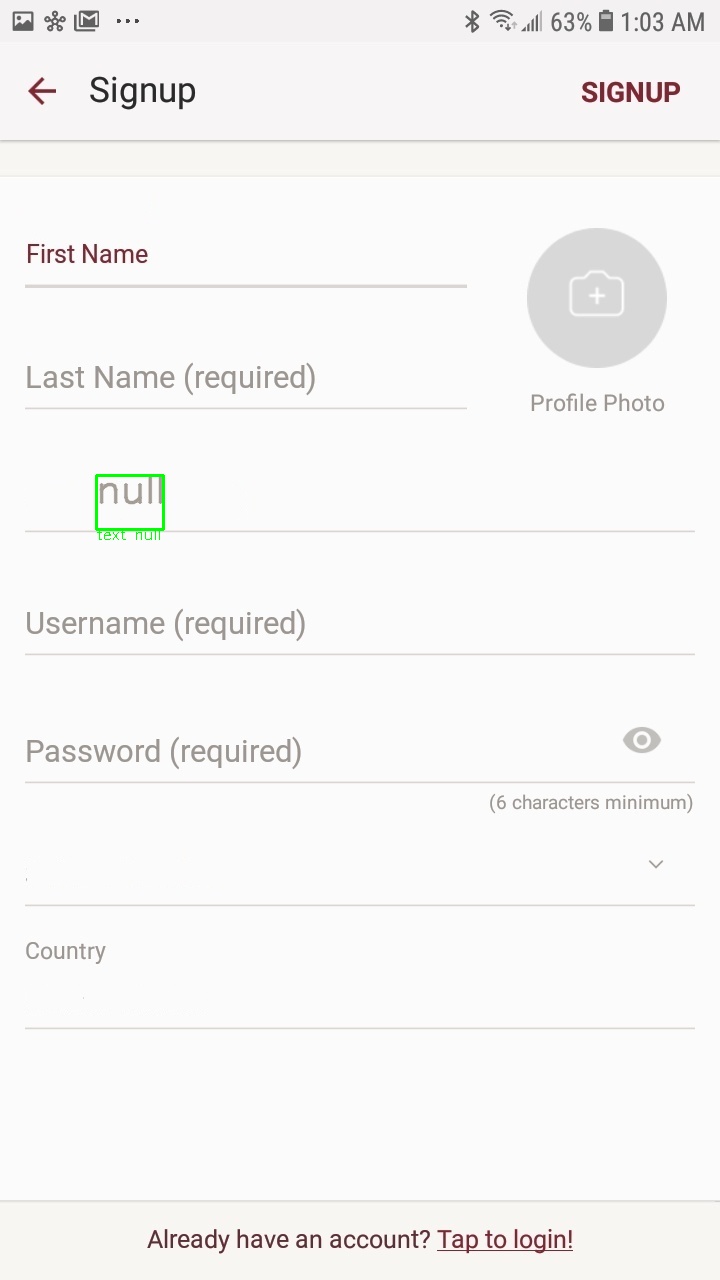 63% 1:03 AM
Signup
SIGNUP
First Name
Last Name (required)
Profile Photo
null
text null
Username (required)
Password (required)
(6 characters minimum)
Country
Already have an account? Tap to login!